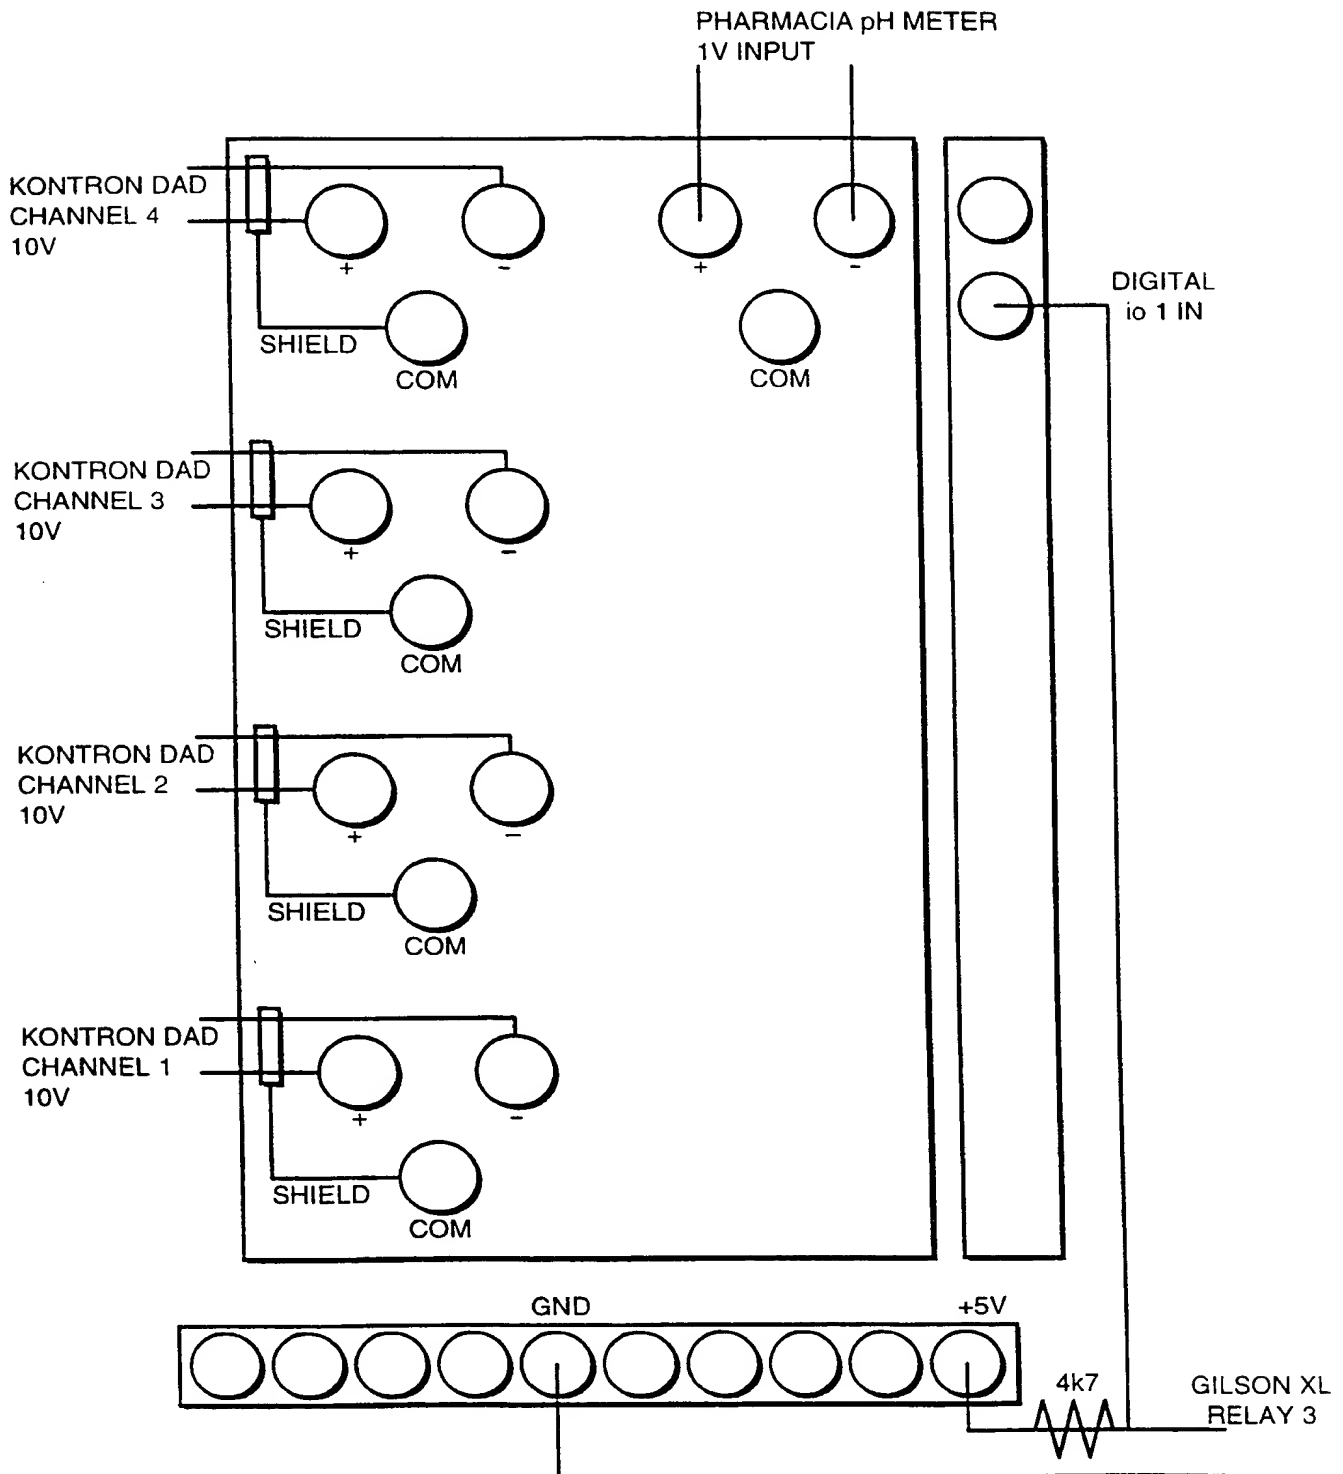 PHARMACIA pH METER
1V INPUT
KONTRON DAD
CHANNEL 4
10V
+
-
+
-
SHIELD
COM
COM
DIGITAL
io 1 IN
KONTRON DAD
CHANNEL 3
10V
+
-
SHIELD
COM
KONTRON DAD
CHANNEL 2
10V
+
-
SHIELD
COM
KONTRON DAD
CHANNEL 1
10V
+
-
SHIELD
COM
GND
+5V
4k7
GILSON XL
RELAY 3